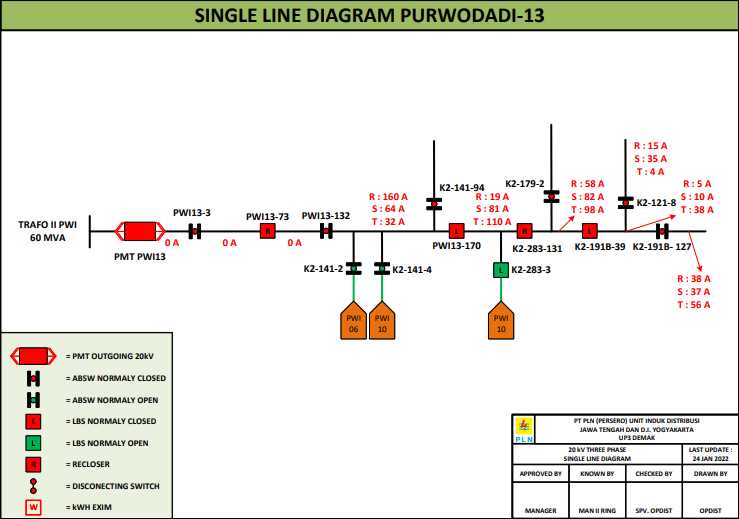 SINGLE LINE DIAGRAM PURWODADI-13
TRAFO II PWI
60 MVA
PMT PWI13
PWI13-3
0 A
0 A
PWI13-73
R
0 A
PWI13-132
K2-141-2
PWI
06
K2-141-4
PWI
10
R : 160 A
S : 64 A
T : 32 A
K2-141-94
L
PWI13-170
R : 19 A
S : 81 A
T : 110 A
L
K2-283-3
PWI
10
R
K2-283-131
K2-179-2
R : 58 A
S : 82 A
T : 98 A
L
K2-191B-39
R : 15 A
S : 35 A
T : 4 A
K2-121-8
R : 5 A
S : 10 A
T : 38 A
K2-191B- 127
R : 38 A
S : 37 A
T : 56 A
= PMT OUTGOING 20kV
= ABSW NORMALY CLOSED
= ABSW NORMALY OPEN
L = LBS NORMALY CLOSED
L = LBS NORMALY OPEN
R = RECLOSER
= DISCONECTING SWITCH
W = kWH EXIM
PLN
PT PLN (PERSERO) UNIT INDUK DISTRIBUSI
JAWA TENGAH DAN D.I. YOGYAKARTA
UP3 DEMAK
20 kV THREE PHASE
SINGLE LINE DIAGRAM
LAST UPDATE :
24 JAN 2022
APPROVED BY
KNOWN BY
CHECKED BY
DRAWN BY
MANAGER
MAN II RING
SPV. OPDIST
OPDIST